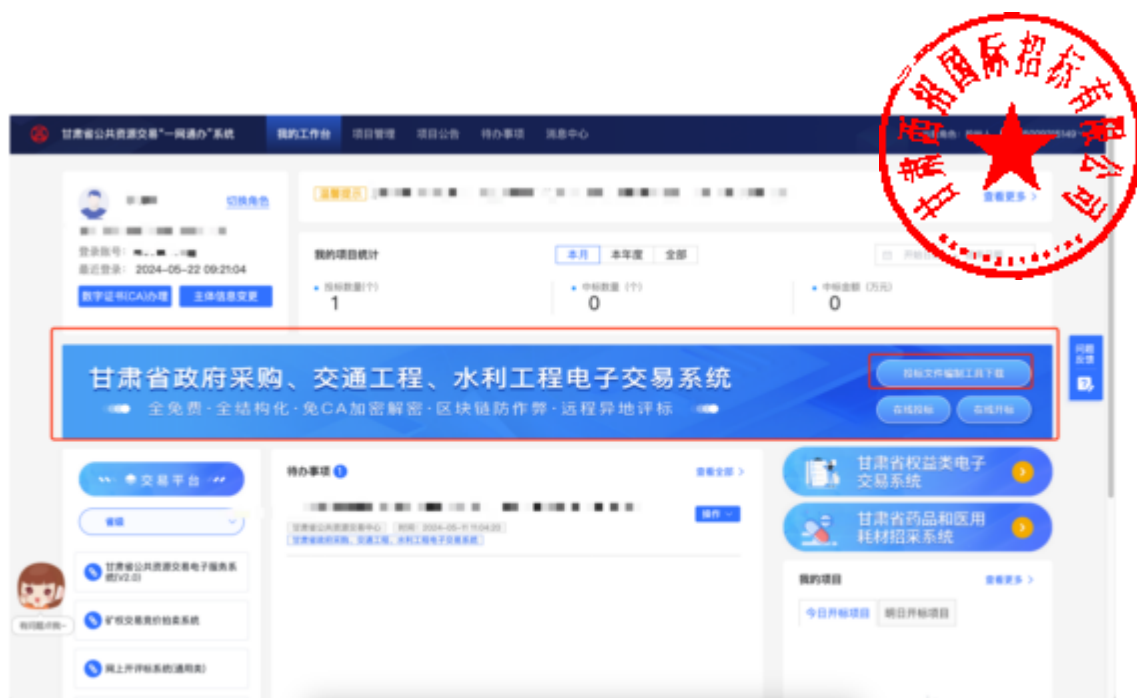 甘肃省公共资源交易“一网通办”系统 我的工作台 项目管理 项目公告 待办事项 消息中心
甘肃省招国际招标有限公司
切换角色
温馨提示
查看更多 >
登录账号:
最近登录: 2024-05-22 09:21:04
数字证书(CA)办理 主体信息变更
我的项目统计 本月 本年度 全部
投标数量(个) 中标数量 (个) 中标金额 (万元)
1 0 0
甘肃省政府采购、交通工程、水利工程电子交易系统
全免费·全结构化·免CA加密解密·区块链防作弊·远程异地评标
投标文件编制工具下载
在线投标 在线开标
问题
反馈
交易平台
省级
甘肃省公共资源交易电子服务系
统(V2.0)
矿权交易竞价拍卖系统
网上开评标系统(通用类)
有问题点我~
待办事项 1 查看全部 >
操作
甘肃省公共资源交易中心 时间: 2024-05-11 11:04:20
甘肃省政府采购、交通工程、水利工程电子交易系统
甘肃省权益类电子
交易系统
甘肃省药品和医用
耗材招采系统
我的项目 查看更多 >
今日开标项目 明日开标项目